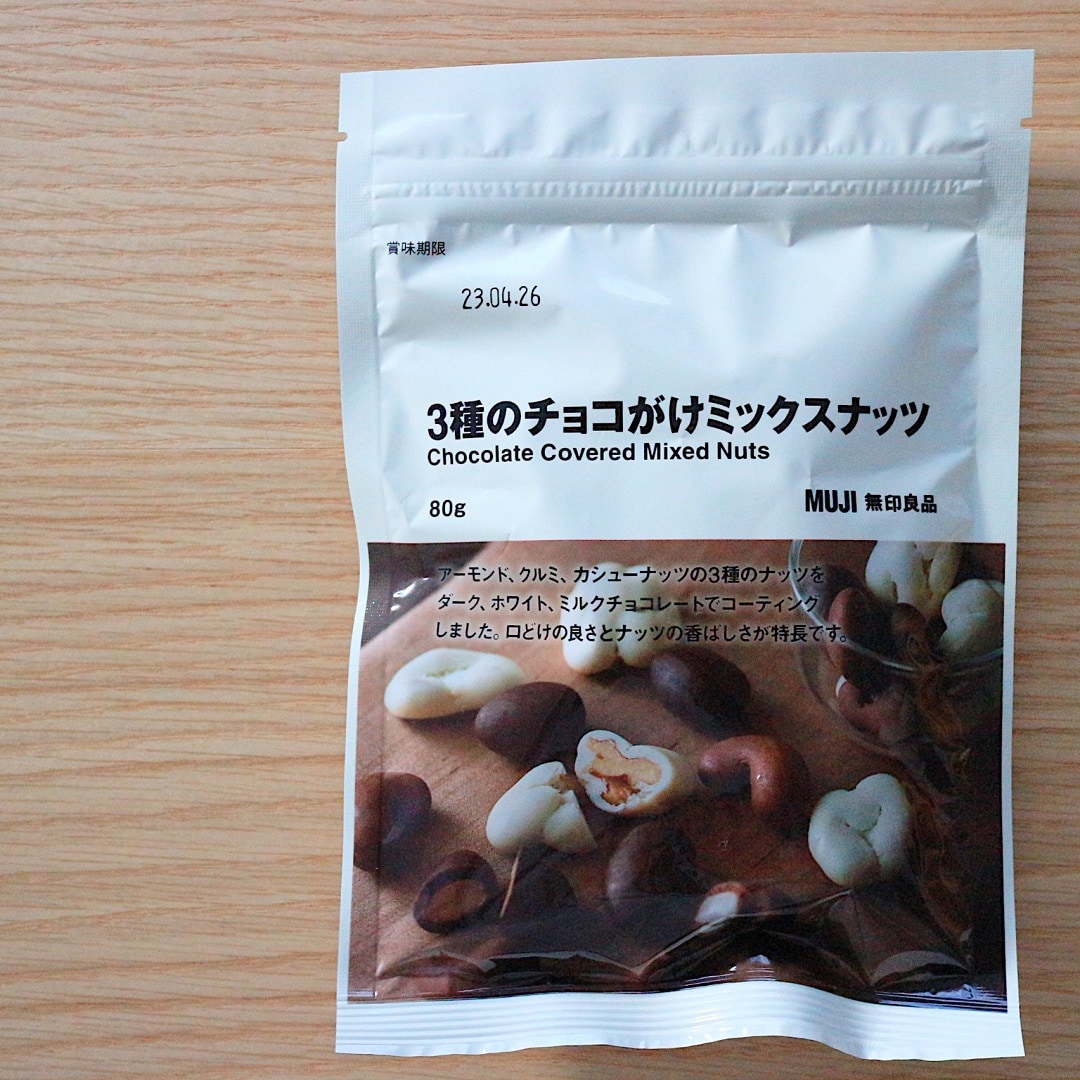 賞味期限
23.04.26
3種のチョコがけミックスナッツ
Chocolate Covered Mixed Nuts
80g
MUJI 無印良品
アーモンド、クルミ、カシューナッツの3種のナッツを
ダーク、ホワイト、ミルクチョコレートでコーティング
しました。口どけの良さとナッツの香ばしさが特長です。